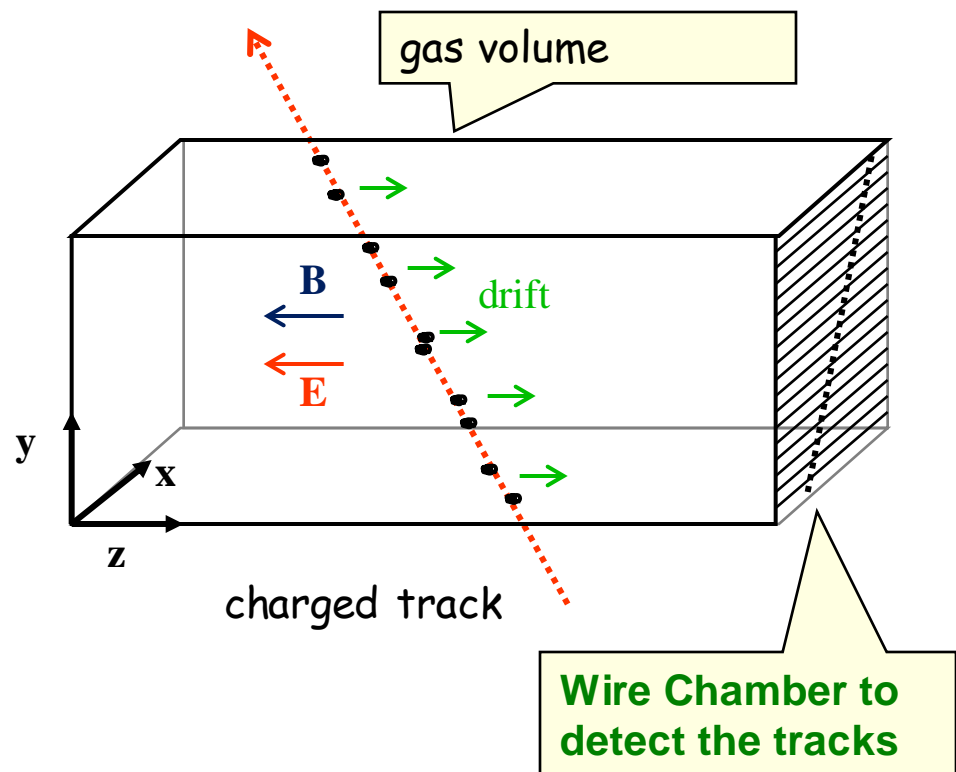 gas volume
B
drift
E
y
x
z
charged track
Wire Chamber to
detect the tracks